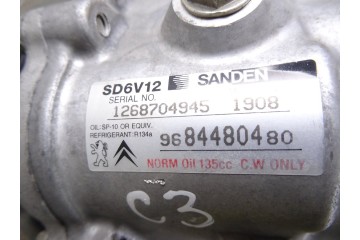 SD6V12 SANDEN
SERIAL NO.
1268704945 1908
OIL:SP-10 OR EQUIV.
REFRIGERANT:R134a
9684480480
NORM Oil 135cc C.W ONLY
C3